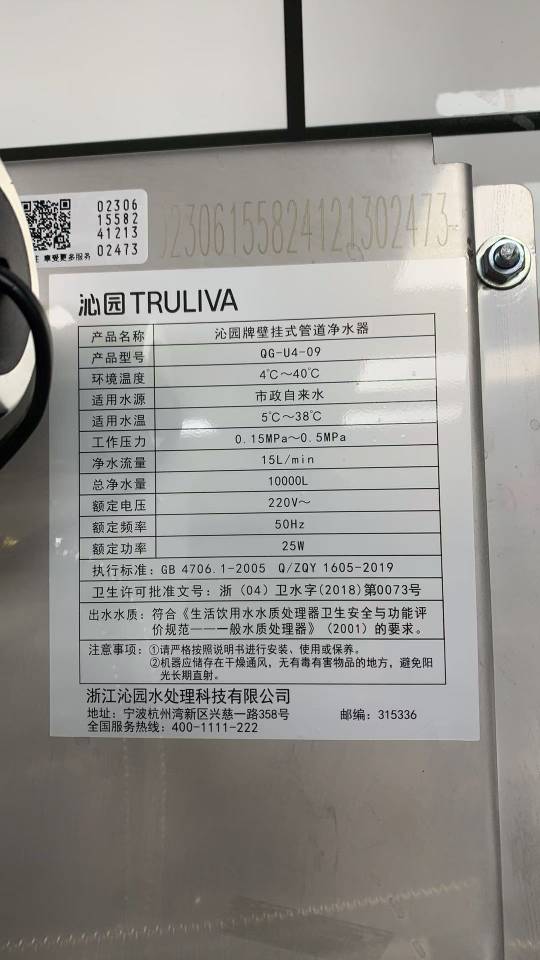 02306
15582
41213
02473
享受更多服务
02306155824121302473
沁园TRULIVA
产品名称 沁园牌壁挂式管道净水器
产品型号 QG-U4-09
环境温度 4℃～40℃
适用水源 市政自来水
适用水温 5℃～38℃
工作压力 0.15MPa～0.5MPa
净水流量 15L/min
总净水量 10000L
额定电压 220V～
额定频率 50Hz
额定功率 25W
执行标准：GB 4706.1-2005 Q/ZQY 1605-2019
卫生许可批准文号：浙（04）卫水字(2018)第0073号
出水水质：符合《生活饮用水水质处理器卫生安全与功能评
价规范——一般水质处理器》（2001）的要求。
注意事项：①请严格按照说明书进行安装、使用或保养。
②机器应储存在干燥通风，无有毒有害物品的地方，避免阳
光长期直射。
浙江沁园水处理科技有限公司
地址：宁波杭州湾新区兴慈一路358号 邮编：315336
全国服务热线：400-1111-222